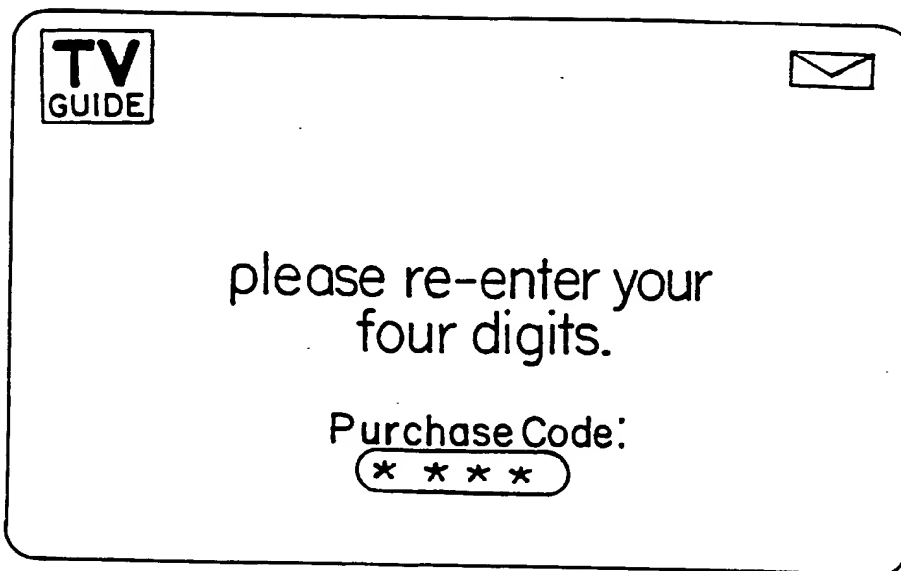 TV
GUIDE
please re-enter your
four digits.
Purchase Code:
* * * *